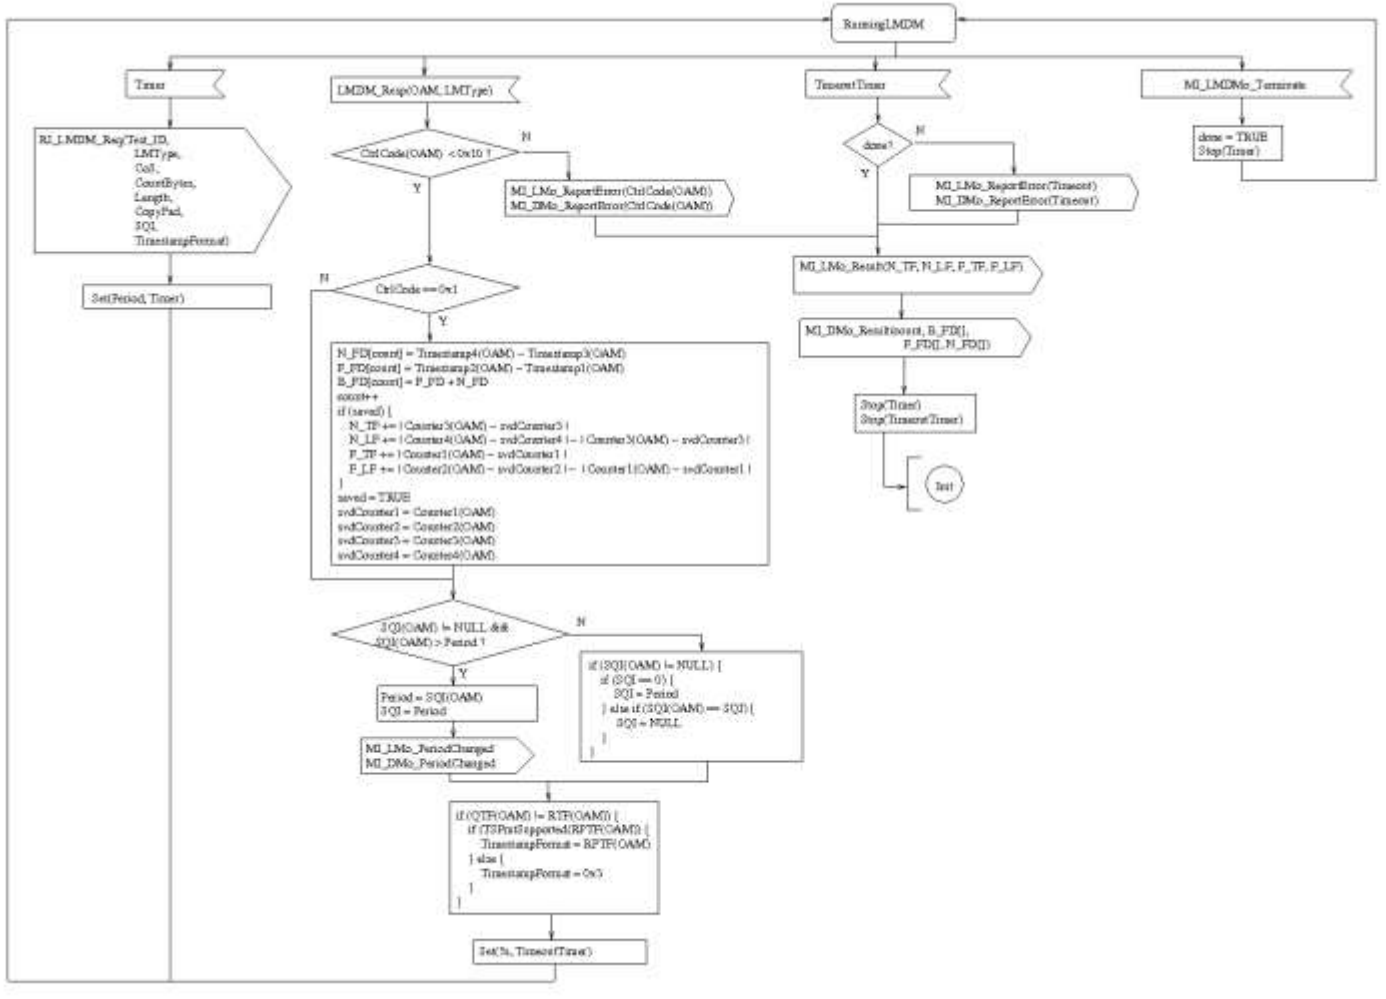 RunningLMDM
Timer
RI_LMDM_Req(Test_ID,
LMType,
CoS,
CountBytes,
Length,
CopyPad,
SQI,
TimestampFormat)
Set(Period, Timer)
LMDM_Resp(OAM, LMType)
CtrlCode(OAM) < 0x10 ?
N
Y
MI_LMo_ReportError(CtrlCode(OAM))
MI_DMo_ReportError(CtrlCode(OAM))
CtrlCode == 0x1
N
Y
N_FD[count] = Timestamp4(OAM) – Timestamp3(OAM)
F_FD[count] = Timestamp2(OAM) – Timestamp1(OAM)
B_FD[count] = F_FD + N_FD
count++
if (saved) {
N_TF += | Counter3(OAM) – svdCounter3 |
N_LF += | Counter4(OAM) – svdCounter4 | – | Counter3(OAM) – svdCounter3 |
F_TF += | Counter1(OAM) – svdCounter1 |
F_LF += | Counter2(OAM) – svdCounter2 | – | Counter1(OAM) – svdCounter1 |
}
saved = TRUE
svdCounter1 = Counter1(OAM)
svdCounter2 = Counter2(OAM)
svdCounter3 = Counter3(OAM)
svdCounter4 = Counter4(OAM)
SQI(OAM) != NULL &&
SQI(OAM) > Period ?
N
Y
Period = SQI(OAM)
SQI = Period
MI_LMo_PeriodChanged
MI_DMo_PeriodChanged
if (SQI(OAM) != NULL) {
if (SQI == 0) {
SQI = Period
} else if (SQI(OAM) == SQI) {
SQI = NULL
}
}
if (QTF(OAM) != RTF(OAM)) {
if (TSFmtSupported(RPTF(OAM)) {
TimestampFormat = RPTF(OAM)
} else {
TimestampFormat = 0x3
}
}
Set(5s, TimeoutTimer)
TimeoutTimer
done?
N
Y
MI_LMo_ReportError(Timeout)
MI_DMo_ReportError(Timeout)
MI_LMo_Result(N_TF, N_LF, F_TF, F_LF)
MI_DMo_Result(count, B_FD[],
F_FD[], N_FD[])
Stop(Timer)
Stop(TimeoutTimer)
Init
MI_LMDMo_Terminate
done = TRUE
Stop(Timer)